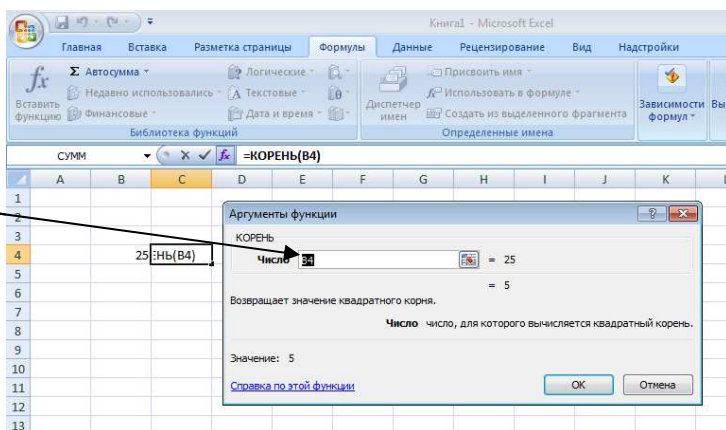 Книга1 - Microsoft Excel
Главная Вставка Разметка страницы Формулы Данные Рецензирование Вид Надстройки
fx Вставить функцию
Σ Автосумма
Недавно использовались
Финансовые
Логические
Текстовые
Дата и время
Библиотека функций
Диспетчер имен
Присвоить имя
Использовать в формуле
Создать из выделенного фрагмента
Определенные имена
Зависимости формул
СУММ fx =КОРЕНЬ(B4)
A B C D E F G H I J K
1
2
3
4 25 ЕНЬ(B4)
5
6
7
8
9
10
11
12
13
Аргументы функции
КОРЕНЬ
Число B4 = 25
= 5
Возвращает значение квадратного корня.
Число число, для которого вычисляется квадратный корень.
Значение: 5
Справка по этой функции ОК Отмена